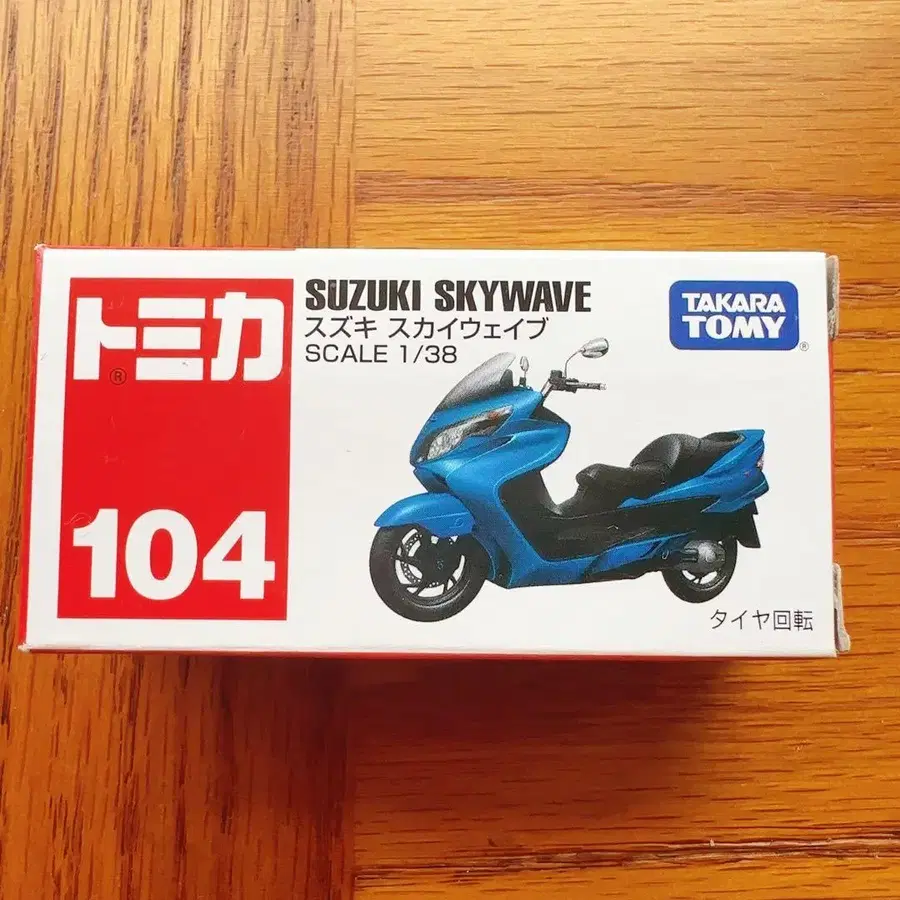 トミカ
®
104
SUZUKI SKYWAVE
スズキ スカイウェイブ
SCALE 1/38
TAKARA
TOMY
®
タイヤ回転